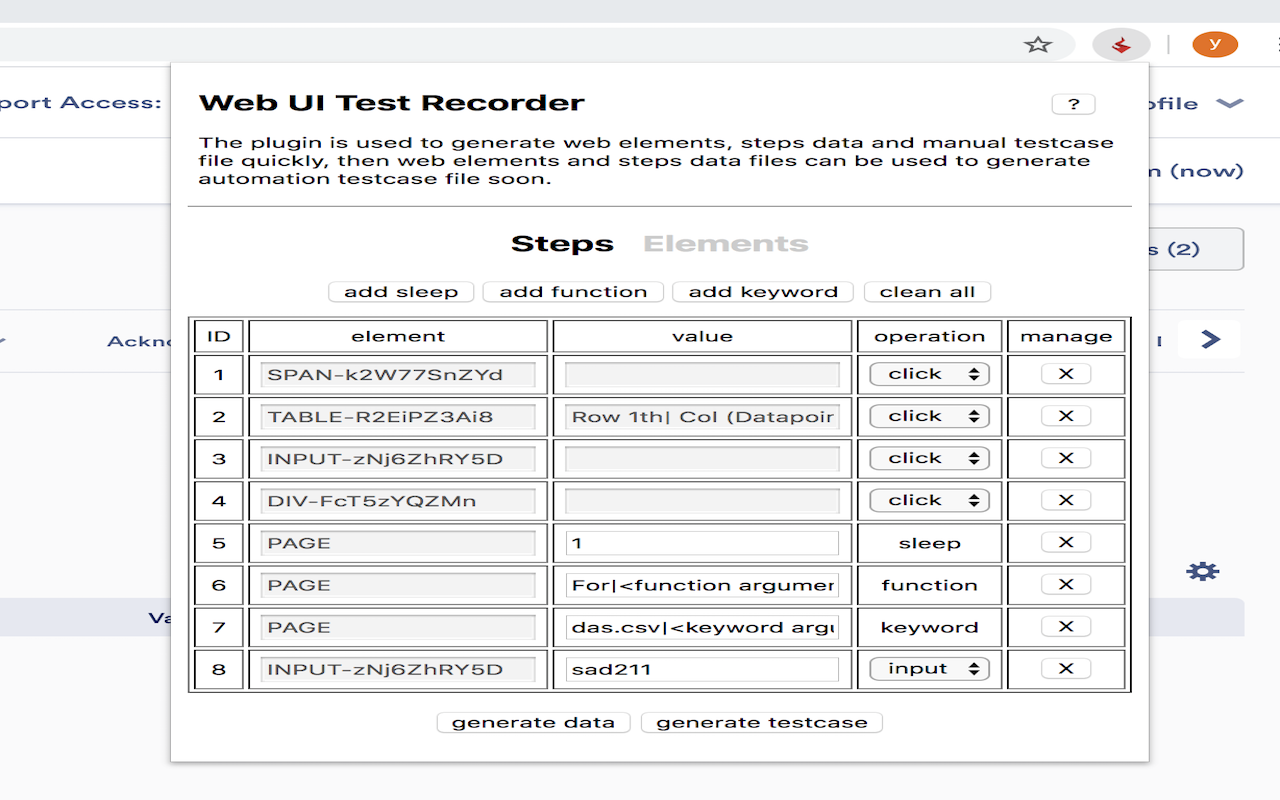 y
port Access:
ofile
Web UI Test Recorder
?
The plugin is used to generate web elements, steps data and manual testcase
file quickly, then web elements and steps data files can be used to generate
automation testcase file soon.
(now)
Steps Elements
s (2)
add sleep add function add keyword clean all
ID element value operation manage
1 SPAN-k2W77SnZYd click X
2 TABLE-R2EiPZ3Ai8 Row 1th| Col (Datapoin click X
3 INPUT-zNj6ZhRY5D click X
4 DIV-FcT5zYQZMn click X
5 PAGE 1 sleep X
6 PAGE For|<function argumer function X
7 PAGE das.csv|<keyword argu keyword X
8 INPUT-zNj6ZhRY5D sad211 input X
Ackno
Va
generate data generate testcase